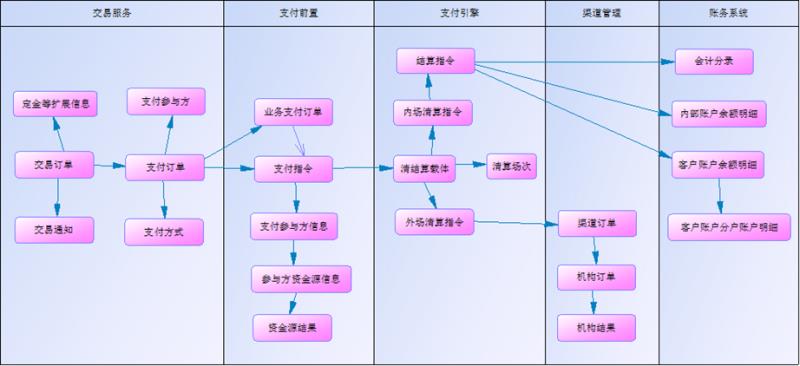 交易服务
支付前置
支付引擎
渠道管理
账务系统
定金等扩展信息
支付参与方
交易订单
支付订单
交易通知
支付方式
业务支付订单
支付指令
支付参与方信息
参与方资金源信息
资金源结果
结算指令
内场清算指令
清结算载体
清算场次
外场清算指令
渠道订单
机构订单
机构结果
会计分录
内部账户余额明细
客户账户余额明细
客户账户分户账户明细